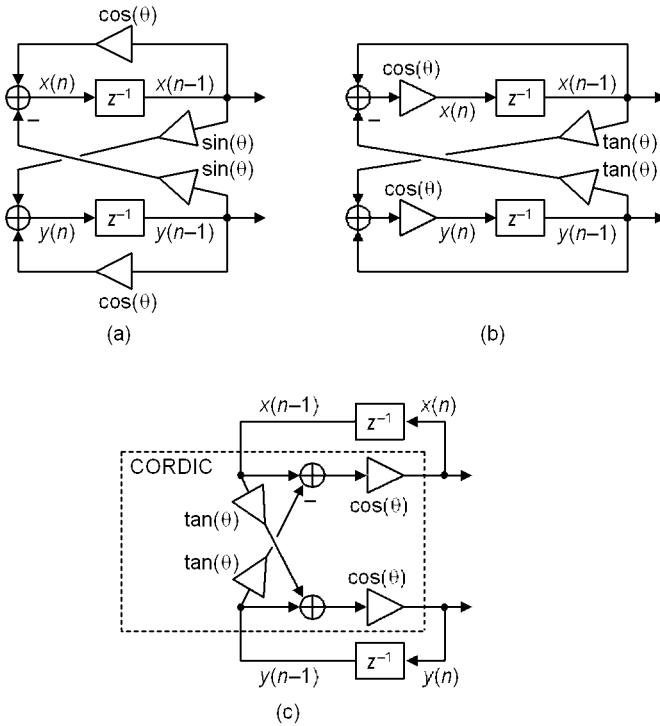 cos(θ)
x(n)
z⁻¹
x(n–1)
–
sin(θ)
sin(θ)
y(n)
z⁻¹
y(n–1)
cos(θ)
(a)
cos(θ)
x(n)
z⁻¹
x(n–1)
–
tan(θ)
tan(θ)
cos(θ)
y(n)
z⁻¹
y(n–1)
(b)
x(n–1)
z⁻¹
x(n)
CORDIC
–
cos(θ)
tan(θ)
tan(θ)
cos(θ)
y(n–1)
z⁻¹
y(n)
(c)